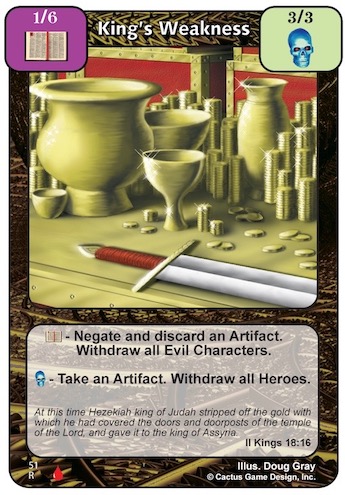 1/6
King's Weakness
3/3
- Negate and discard an Artifact.
Withdraw all Evil Characters.
- Take an Artifact. Withdraw all Heroes.
At this time Hezekiah king of Judah stripped off the gold with
which he had covered the doors and doorposts of the temple
of the Lord, and gave it to the king of Assyria.
II Kings 18:16
51
R
Illus. Doug Gray
© Cactus Game Design, Inc.